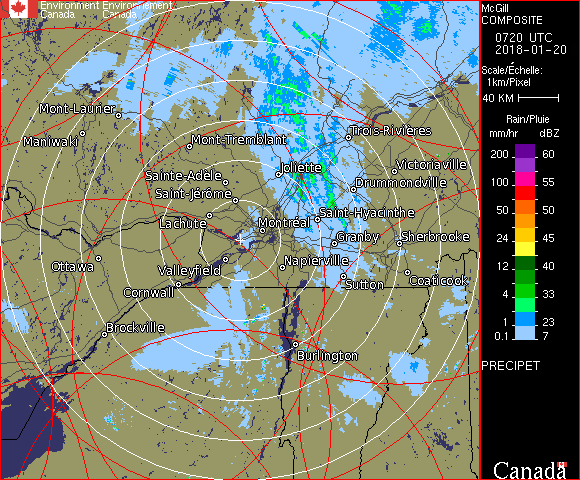 Environment Environnement
Canada Canada
McGill
COMPOSITE
0720 UTC
2018-01-20
Scale/Échelle:
1km/Pixel
40 KM
Rain/Pluie
mm/hr dBZ
200 60
100 55
50 50
24 45
12 40
4 33
1 23
0.1 7
PRECIPET
Canada
Mont-Laurier
Maniwaki
Mont-Tremblant
Trois-Rivières
Joliette
Victoriaville
Sainte-Adèle
Drummondville
Saint-Jérôme
Saint-Hyacinthe
Lachute
Montréal
Granby
Sherbrooke
Ottawa
Valleyfield
Napierville
Cornwall
Sutton
Coaticook
Brockville
Burlington